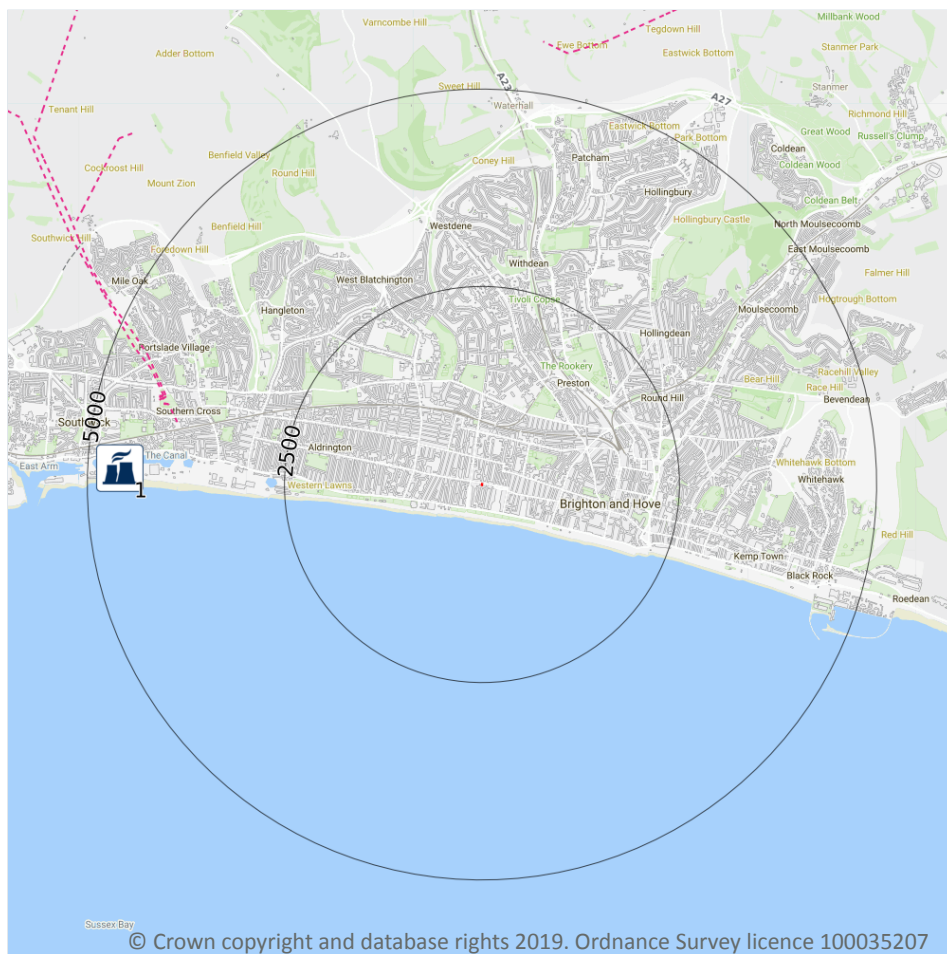 Varncombe Hill
Tegdown Hill
Millbank Wood
Adder Bottom
Ewe Bottom
Eastwick Bottom
Stanmer Park
A23
Sweet Hill
Stanmer
Tenant Hill
Waterhall
A27
Richmond Hill
Eastwick Bottom
Great Wood
Russell's Clump
Park Bottom
Benfield Valley
Coney Hill
Patcham
Coldean
Cockroost Hill
Round Hill
Coldean Wood
Mount Zion
Hollingbury
Coldean Belt
Benfield Hill
Westdene
Hollingbury Castle
North Moulsecoomb
Southwick Hill
Foredown Hill
East Moulsecoomb
Mile Oak
West Blatchington
Withdean
Falmer Hill
Tivoli Copse
Hogtrough Bottom
Hangleton
Moulsecoomb
Portslade Village
Hollingdean
The Rookery
Racehill Valley
Preston
Bear Hill
Race Hill
Round Hill
Bevendean
5000
Southern Cross
Southwick
2500
Aldrington
The Canal
East Arm
Whitehawk Bottom
1
Western Lawns
Whitehawk
Brighton and Hove
Red Hill
Kemp Town
Black Rock
Roedean
Sussex Bay
© Crown copyright and database rights 2019. Ordnance Survey licence 100035207